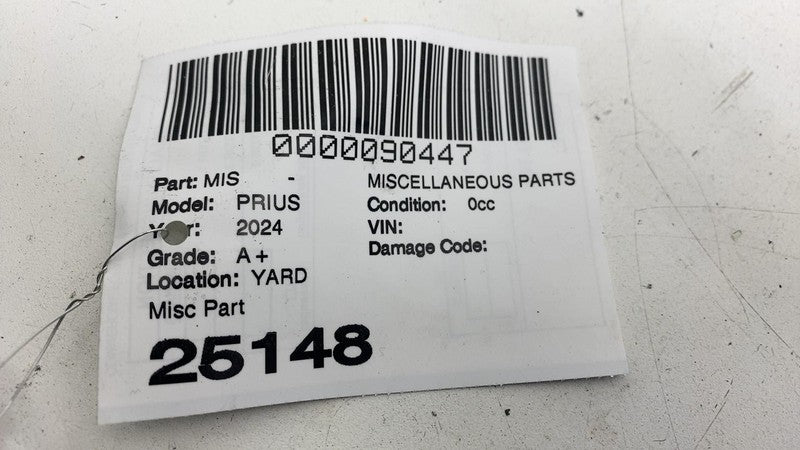 0000090447
Part: MIS - MISCELLANEOUS PARTS
Model: PRIUS Condition: 0cc
2024 VIN:
Grade: A+ Damage Code:
Location: YARD
Misc Part
25148